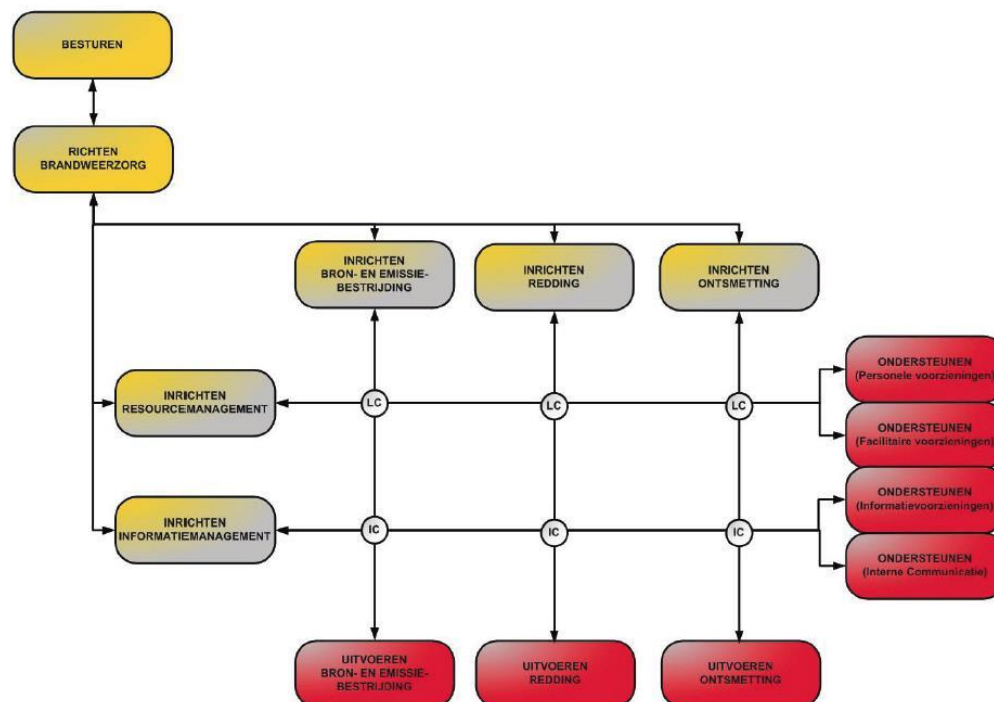 BESTUREN
RICHTEN
BRANDWEERZORG
INRICHTEN
BRON- EN EMISSIE-
BESTRIJDING
INRICHTEN
REDDING
INRICHTEN
ONTSMETTING
ONDERSTEUNEN
(Personele voorzieningen)
INRICHTEN
RESOURCEMANAGEMENT
LC
LC
LC
ONDERSTEUNEN
(Facilitaire voorzieningen)
ONDERSTEUNEN
(Informatievoorzieningen)
INRICHTEN
INFORMATIEMANAGEMENT
IC
IC
IC
ONDERSTEUNEN
(Interne Communicatie)
UITVOEREN
BRON- EN EMISSIE-
BESTRIJDING
UITVOEREN
REDDING
UITVOEREN
ONTSMETTING